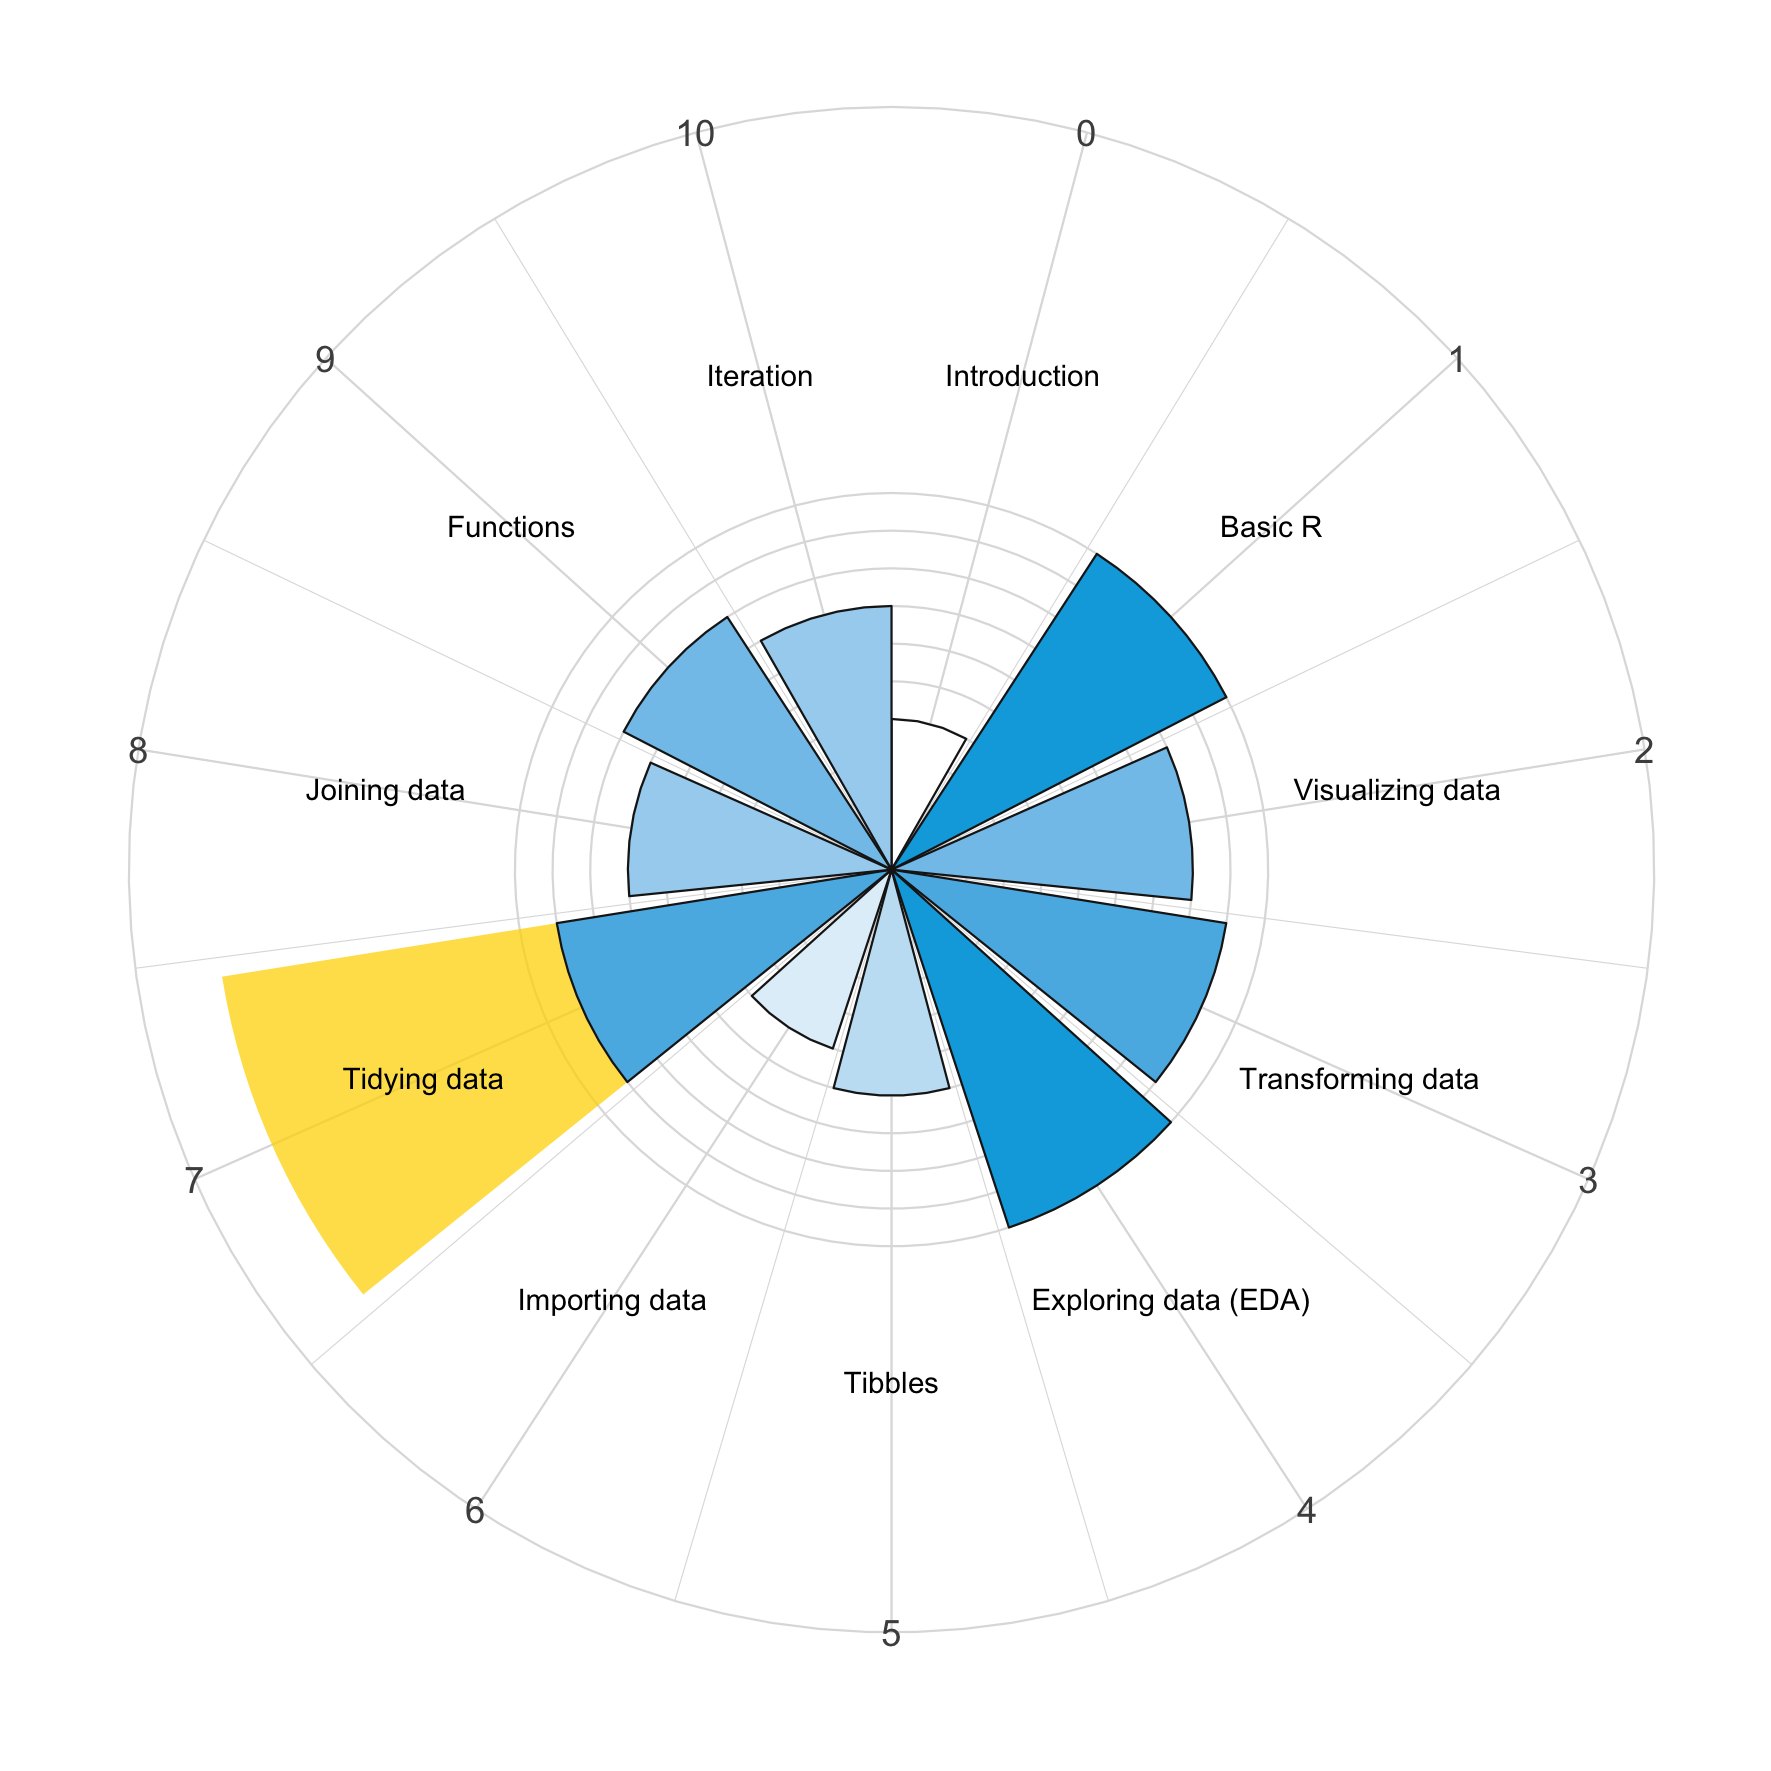 10
0
9
1
Iteration
Introduction
Functions
Basic R
8
2
Joining data
Visualizing data
Tidying data
Transforming data
7
3
Importing data
Exploring data (EDA)
Tibbles
6
4
5